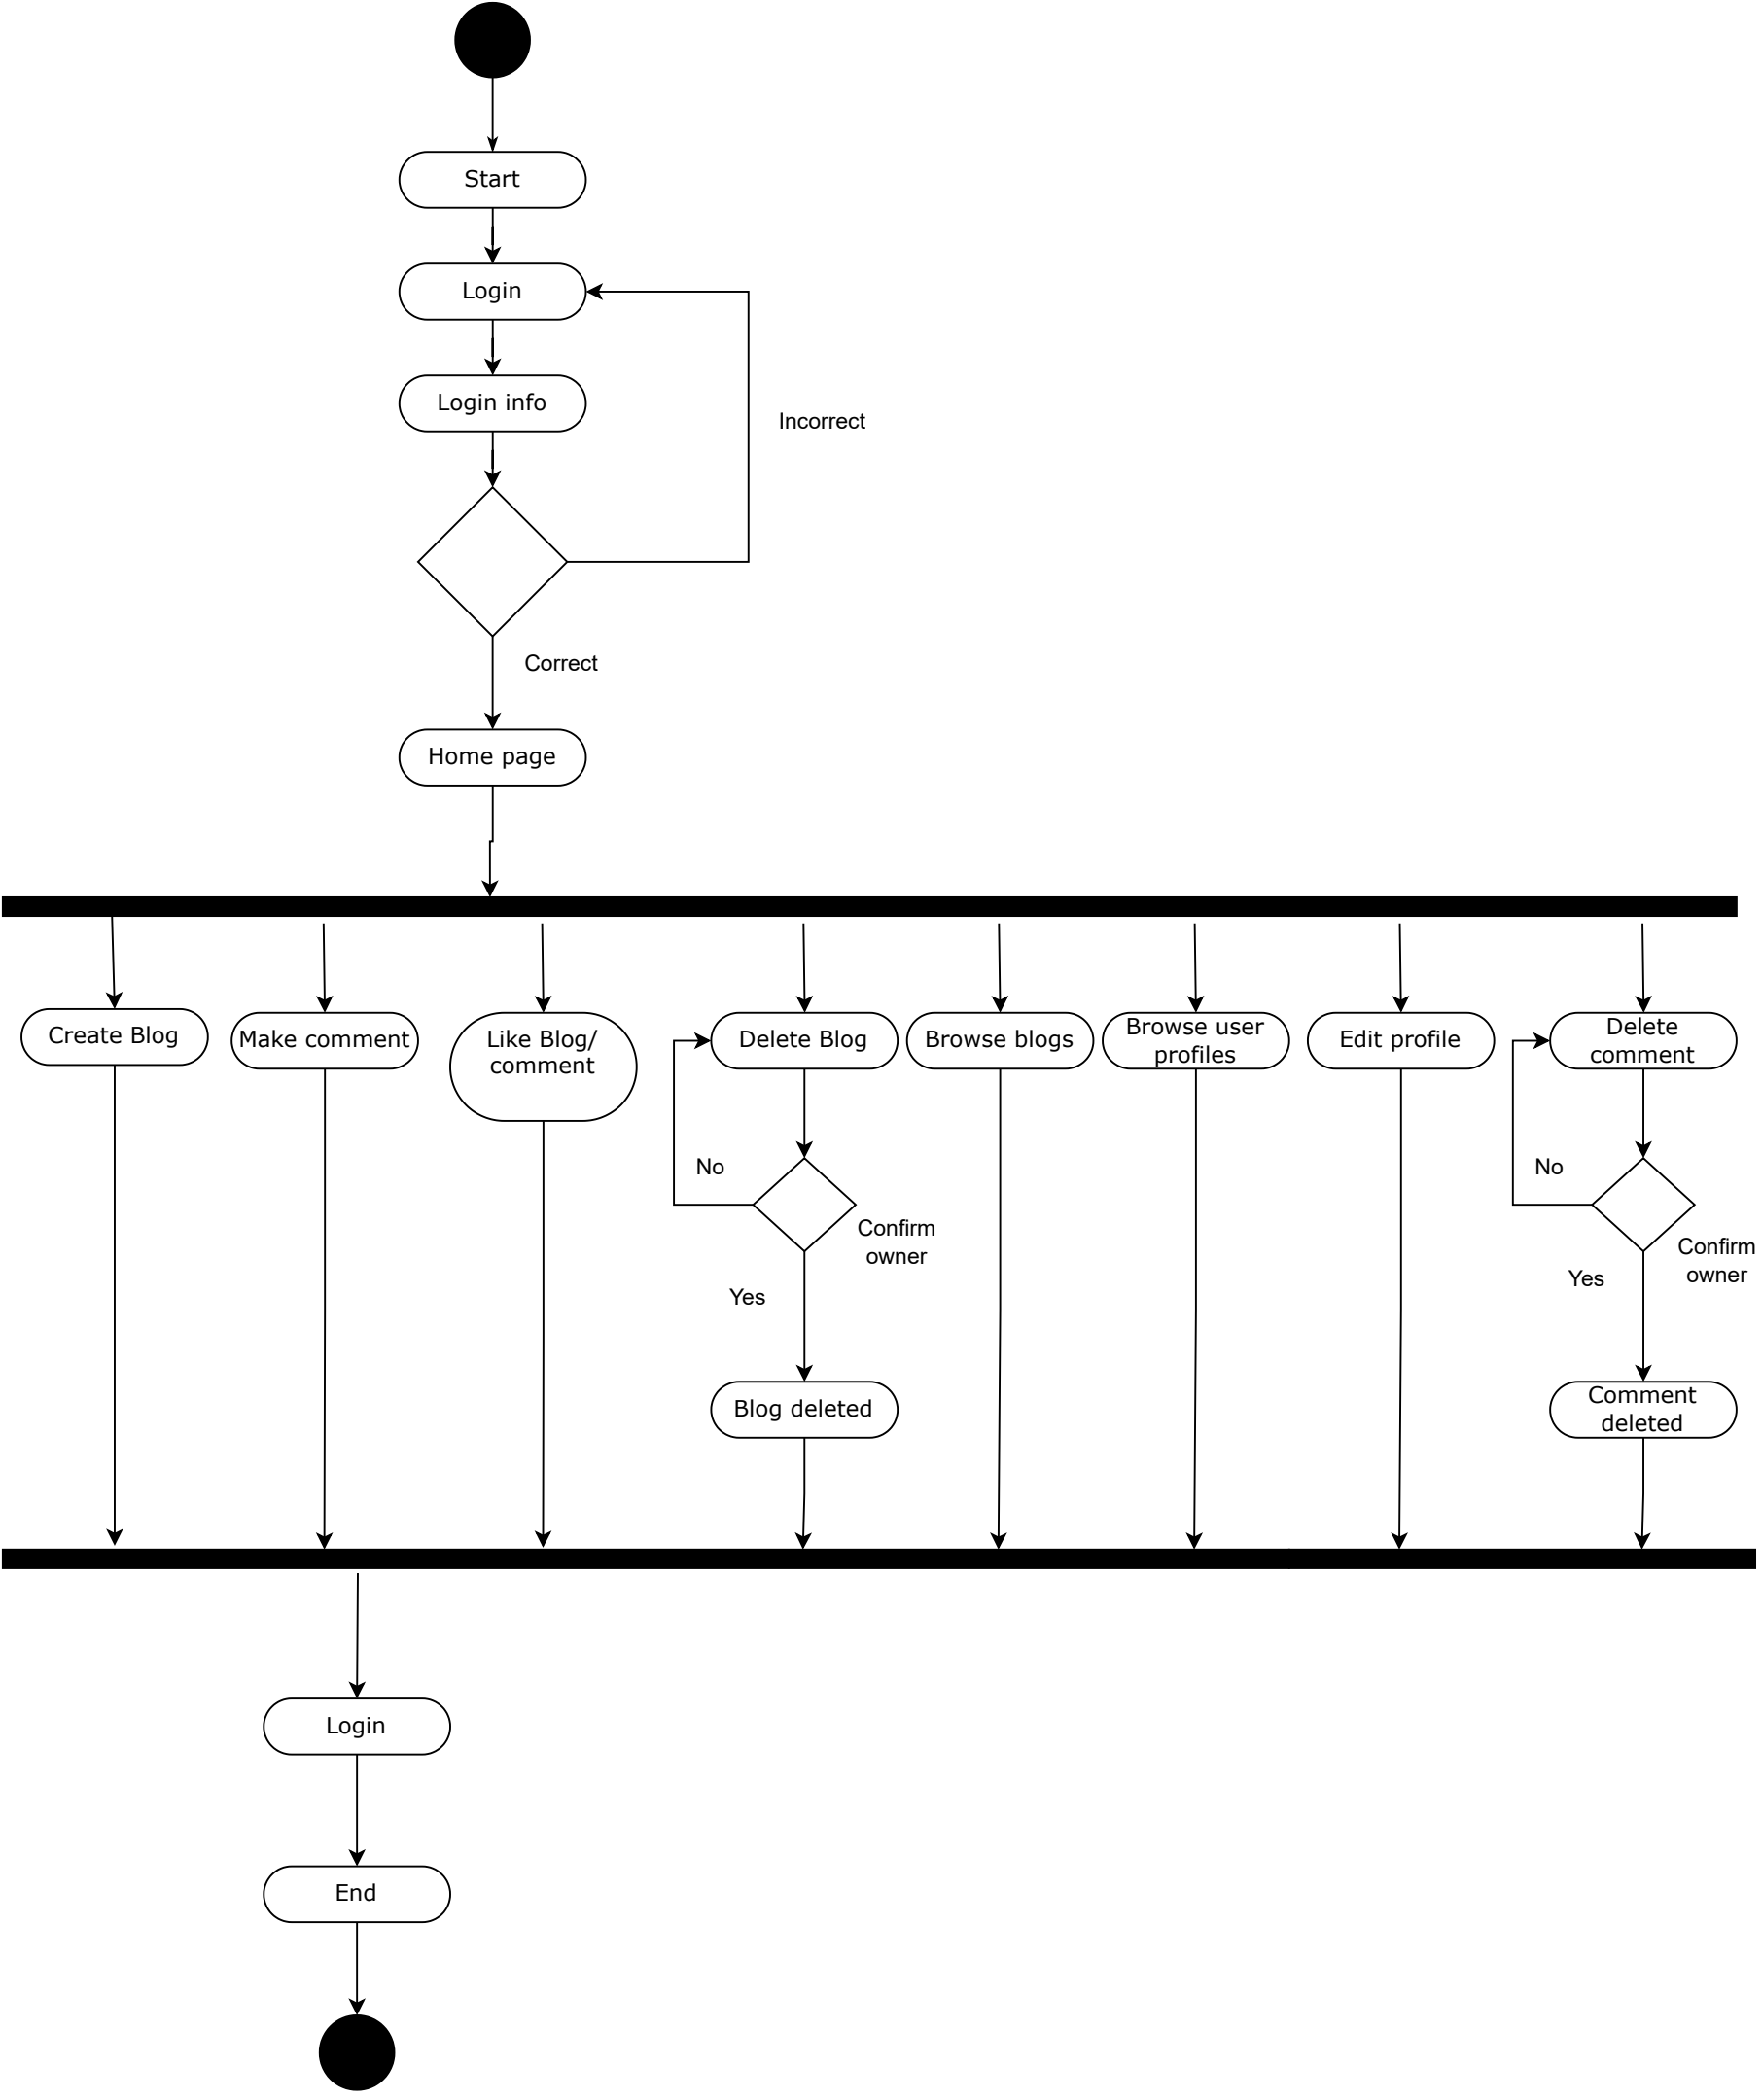 Start
Login
Login info
Incorrect
Correct
Home page
Create Blog
Make comment
Like Blog/
comment
Delete Blog
Browse blogs
Browse user
profiles
Edit profile
Delete
comment
No
Confirm
owner
Yes
No
Confirm
owner
Yes
Blog deleted
Comment
deleted
Login
End